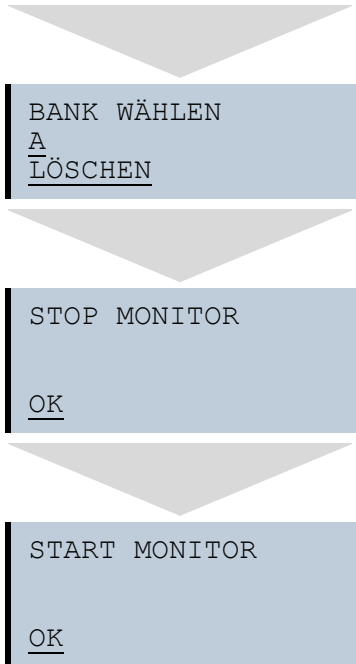 BANK WÄHLEN
A
LÖSCHEN
STOP MONITOR
OK
START MONITOR
OK